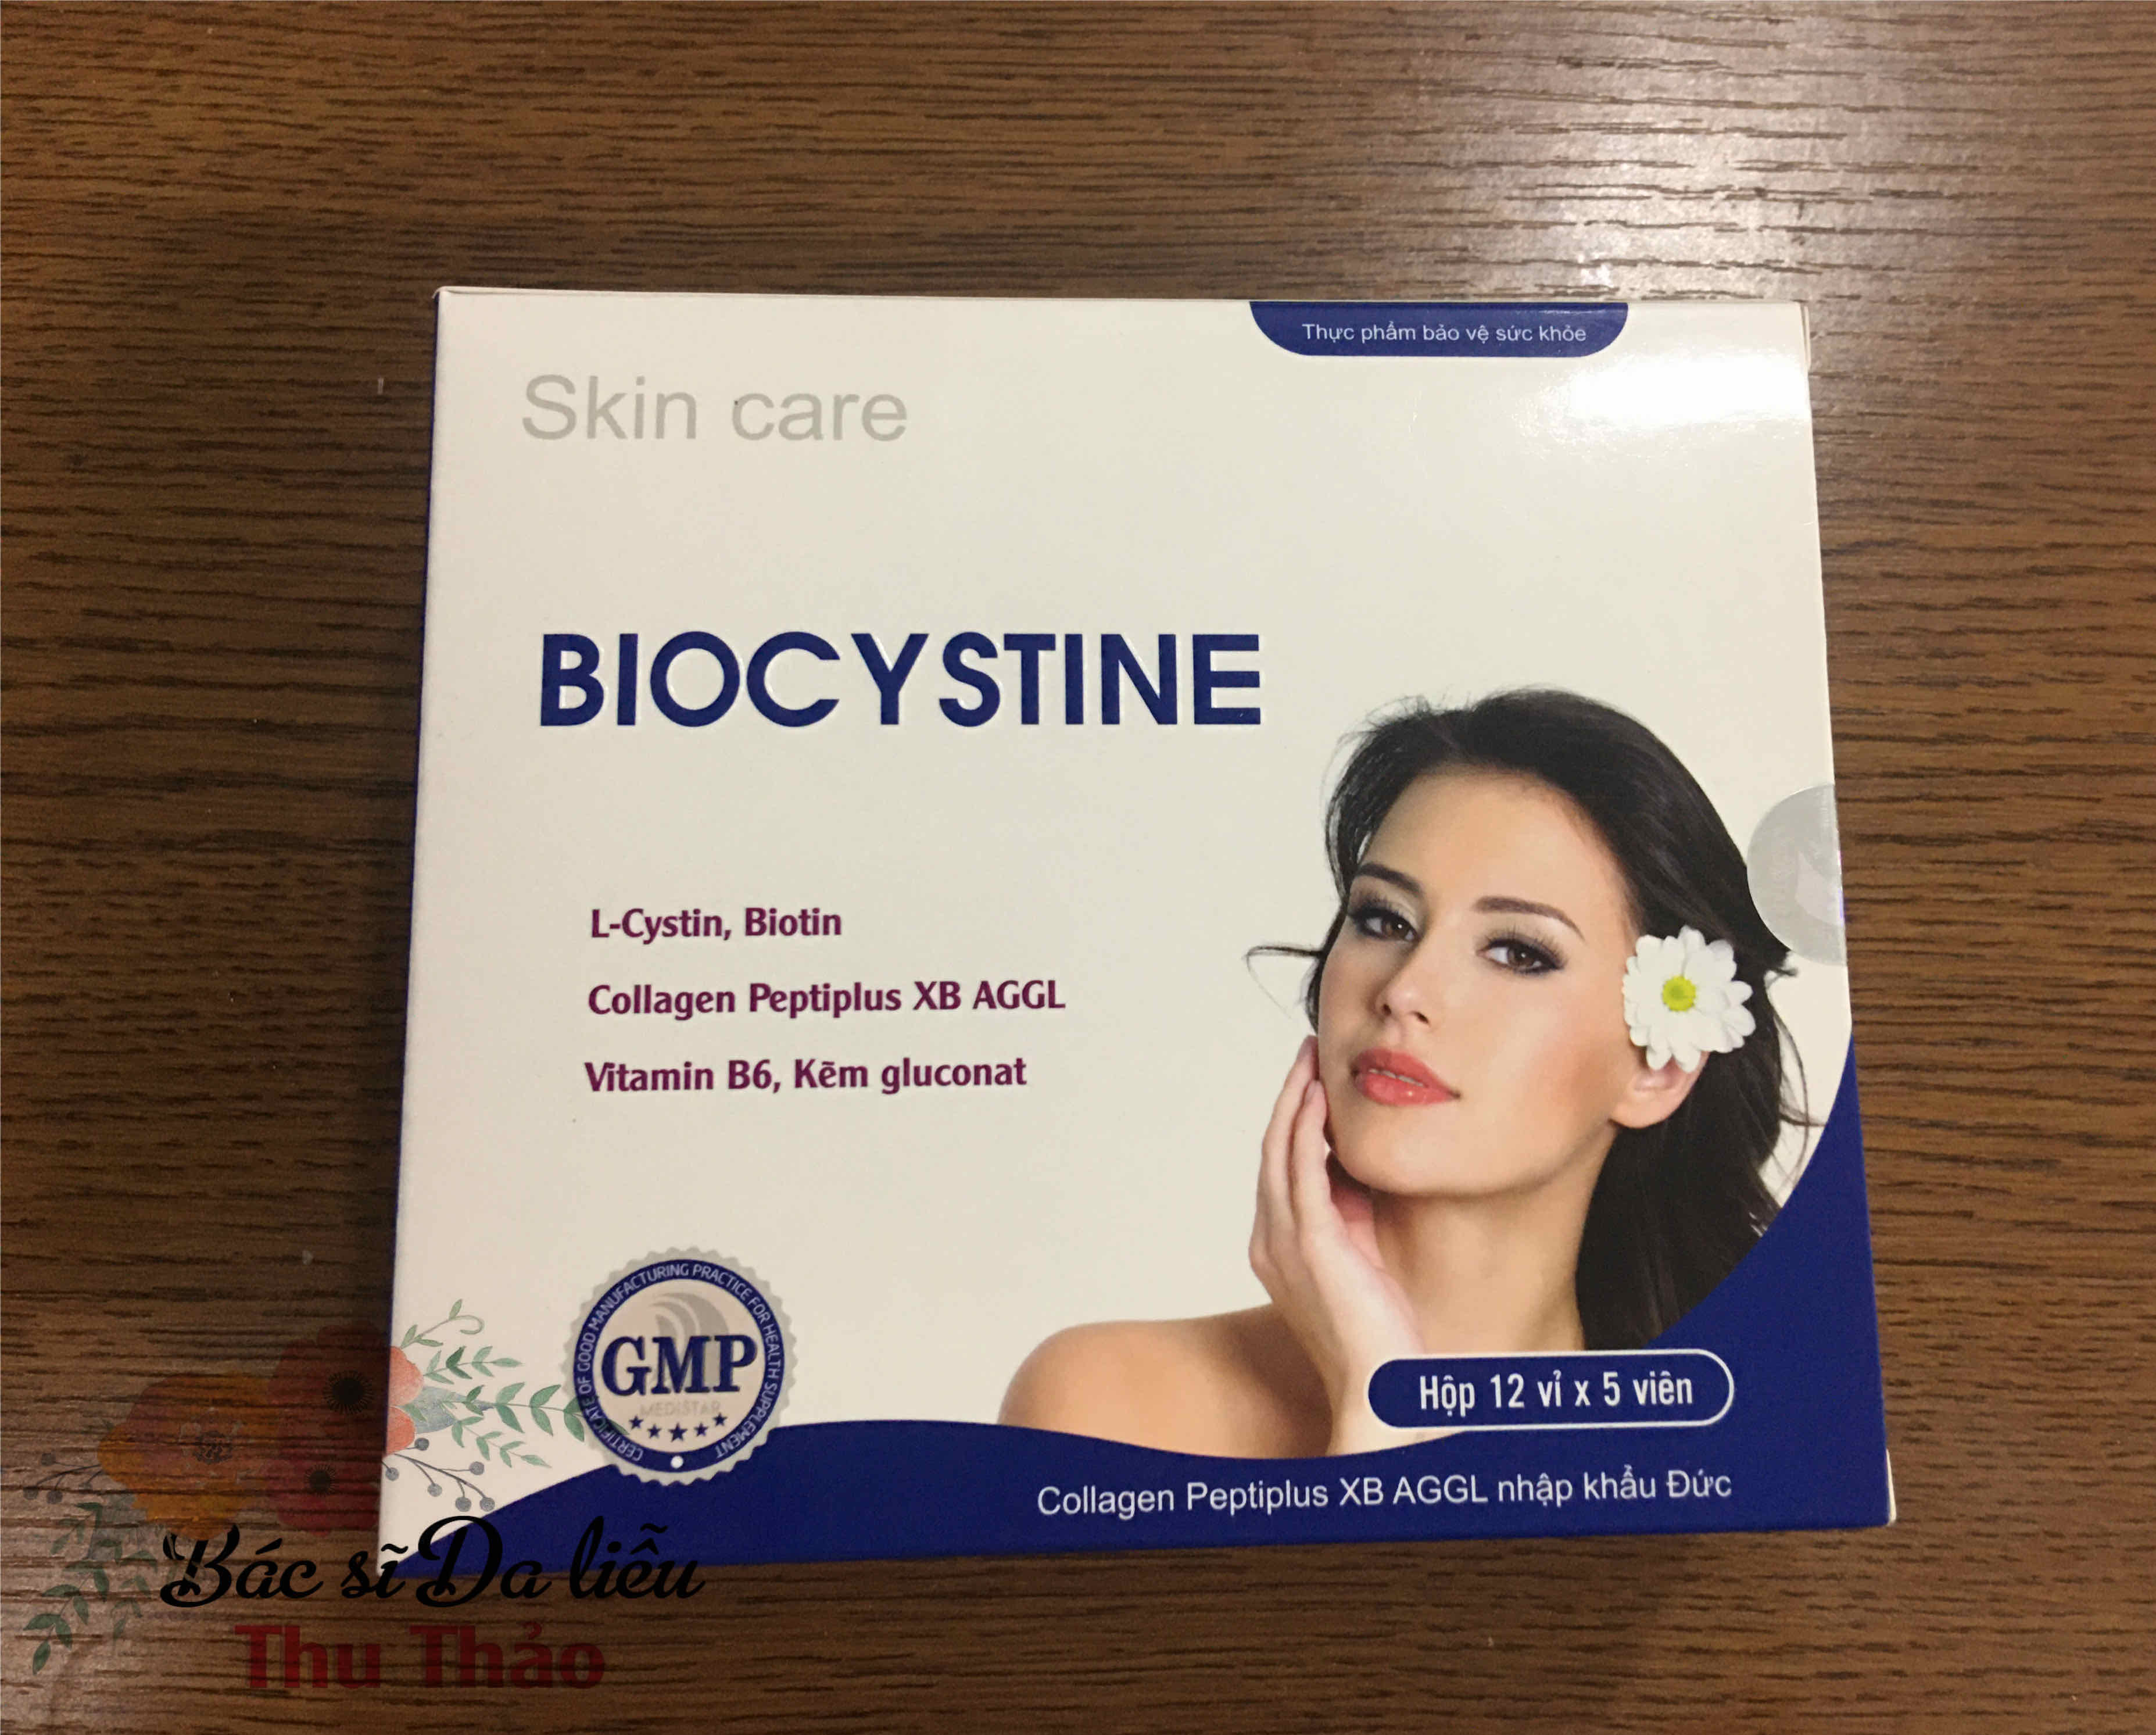 Thực phẩm bảo vệ sức khỏe
Skin care
BIOCYSTINE
L-Cystin, Biotin
Collagen Peptiplus XB AGGL
Vitamin B6, Kẽm gluconat
CERTIFICATE OF GOOD MANUFACTURING PRACTICE FOR HEALTH SUPPLEMENT
GMP
MEDISTAR
Hộp 12 vỉ x 5 viên
Collagen Peptiplus XB AGGL nhập khẩu Đức
Bác sĩ Da liễu
Thu Thảo